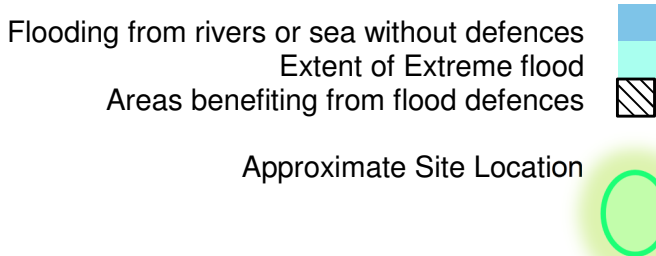 Flooding from rivers or sea without defences
Extent of Extreme flood
Areas benefiting from flood defences
Approximate Site Location